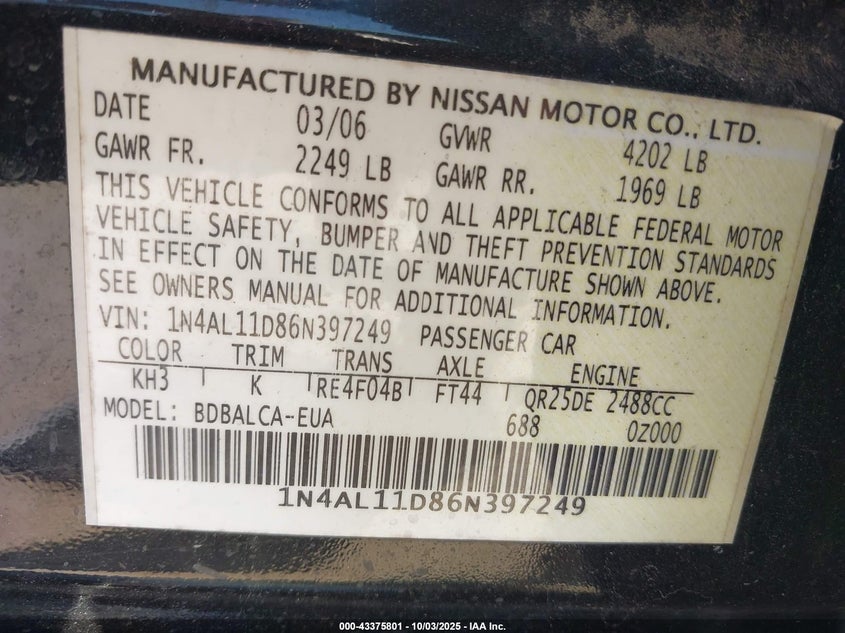 MANUFACTURED BY NISSAN MOTOR CO., LTD.
DATE 03/06 GVWR 4202 LB
GAWR FR. 2249 LB GAWR RR. 1969 LB
THIS VEHICLE CONFORMS TO ALL APPLICABLE FEDERAL MOTOR
VEHICLE SAFETY, BUMPER AND THEFT PREVENTION STANDARDS
IN EFFECT ON THE DATE OF MANUFACTURE SHOWN ABOVE.
SEE OWNERS MANUAL FOR ADDITIONAL INFORMATION.
VIN: 1N4AL11D86N397249 PASSENGER CAR
COLOR TRIM TRANS AXLE ENGINE
KH3 K RE4F04B FT44 QR25DE 2488CC
MODEL: BDBALCA-EUA 688 0Z000
1N4AL11D86N397249
000-43375801 - 10/03/2025 - IAA Inc.